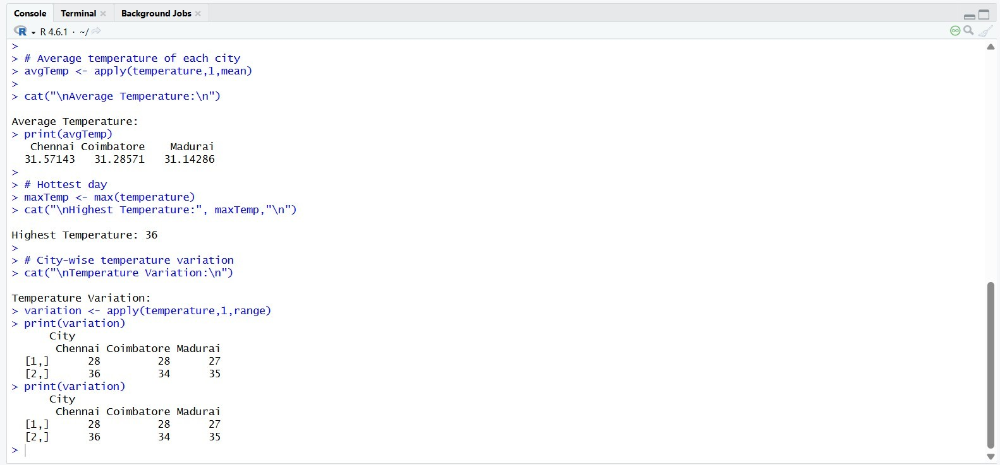 Console Terminal Background Jobs
R 4.6.1 · ~/
>
> # Average temperature of each city
> avgTemp <- apply(temperature,1,mean)
>
> cat("\nAverage Temperature:\n")

Average Temperature:
> print(avgTemp)
   Chennai Coimbatore    Madurai
  31.57143   31.28571   31.14286
>
> # Hottest day
> maxTemp <- max(temperature)
> cat("\nHighest Temperature:", maxTemp,"\n")

Highest Temperature: 36
>
> # City-wise temperature variation
> cat("\nTemperature Variation:\n")

Temperature Variation:
> variation <- apply(temperature,1,range)
> print(variation)
      City
       Chennai Coimbatore Madurai
  [1,]      28         28      27
  [2,]      36         34      35
> print(variation)
      City
       Chennai Coimbatore Madurai
  [1,]      28         28      27
  [2,]      36         34      35
>